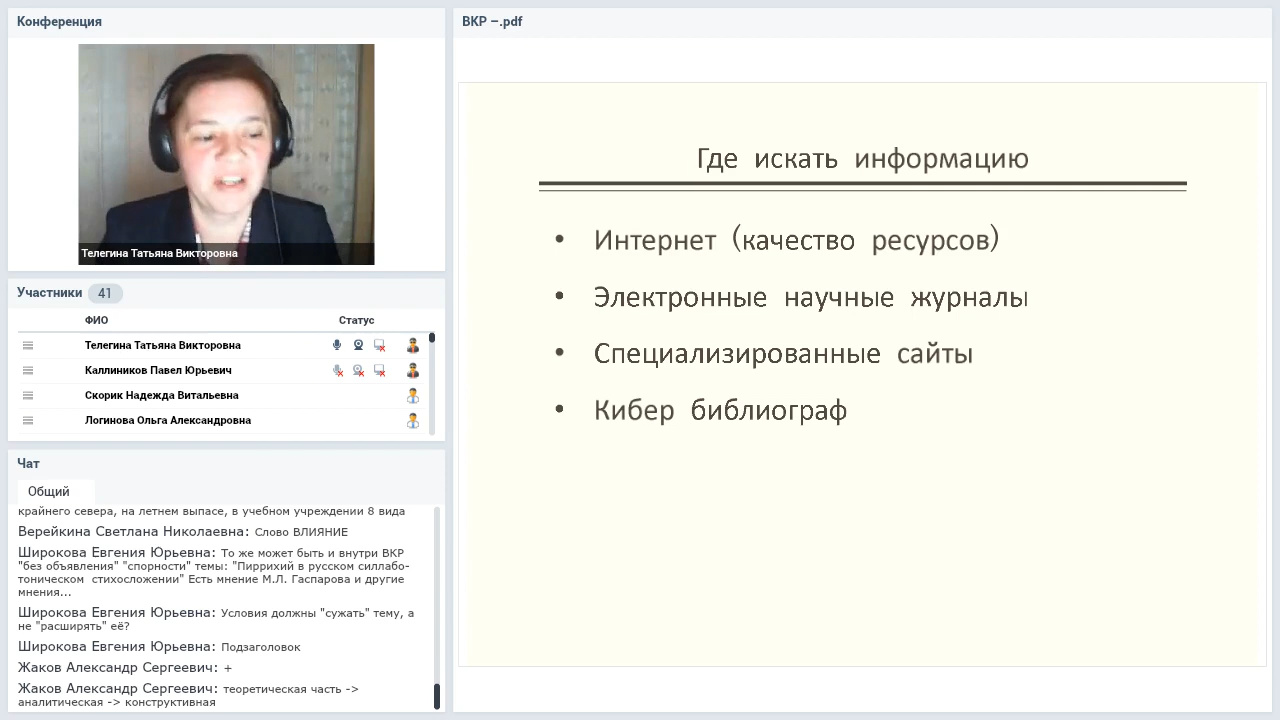 Конференция
Телегина Татьяна Викторовна
Участники 41
ФИО Статус
Телегина Татьяна Викторовна
Каллиников Павел Юрьевич
Скорик Надежда Витальевна
Логинова Ольга Александровна
Чат
Общий
крайнего севера, на летнем выпасе, в учебном учреждении 8 вида
Верейкина Светлана Николаевна: Слово ВЛИЯНИЕ
Широкова Евгения Юрьевна: То же может быть и внутри ВКР
"без объявления" "спорности" темы: "Пиррихий в русском силлабо-
тоническом стихосложении" Есть мнение М.Л. Гаспарова и другие
мнения...
Широкова Евгения Юрьевна: Условия должны "сужать" тему, а
не "расширять" её?
Широкова Евгения Юрьевна: Подзаголовок
Жаков Александр Сергеевич: +
Жаков Александр Сергеевич: теоретическая часть ->
аналитическая -> конструктивная
ВКР –.pdf
Где искать информацию
• Интернет (качество ресурсов)
• Электронные научные журналы
• Специализированные сайты
• Кибер библиограф